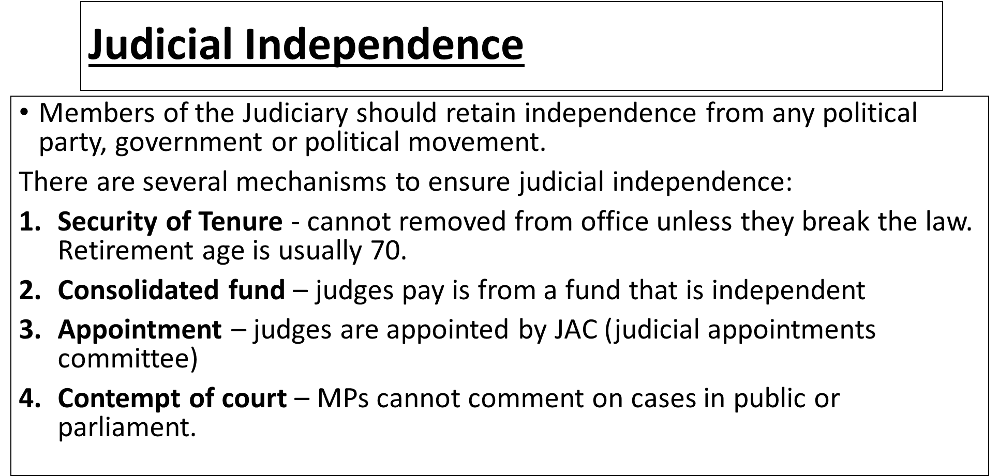 Judicial Independence
• Members of the Judiciary should retain independence from any political
party, government or political movement.
There are several mechanisms to ensure judicial independence:
1. Security of Tenure - cannot removed from office unless they break the law.
Retirement age is usually 70.
2. Consolidated fund – judges pay is from a fund that is independent
3. Appointment – judges are appointed by JAC (judicial appointments
committee)
4. Contempt of court – MPs cannot comment on cases in public or
parliament.